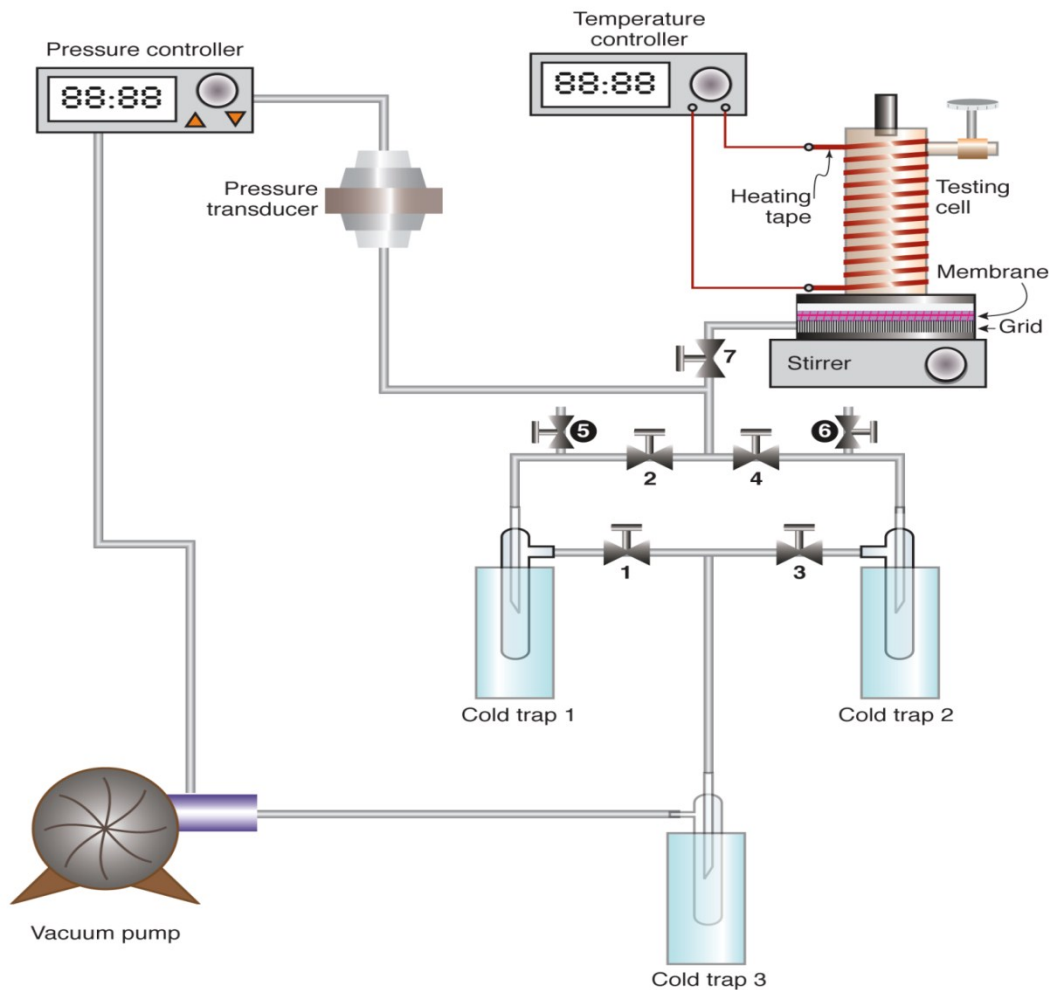 Temperature
controller
Pressure controller
88:88
88:88
Pressure
transducer
Heating
tape
Testing
cell
Membrane
Grid
7
Stirrer
5
6
2
4
1
3
Cold trap 1
Cold trap 2
Vacuum pump
Cold trap 3